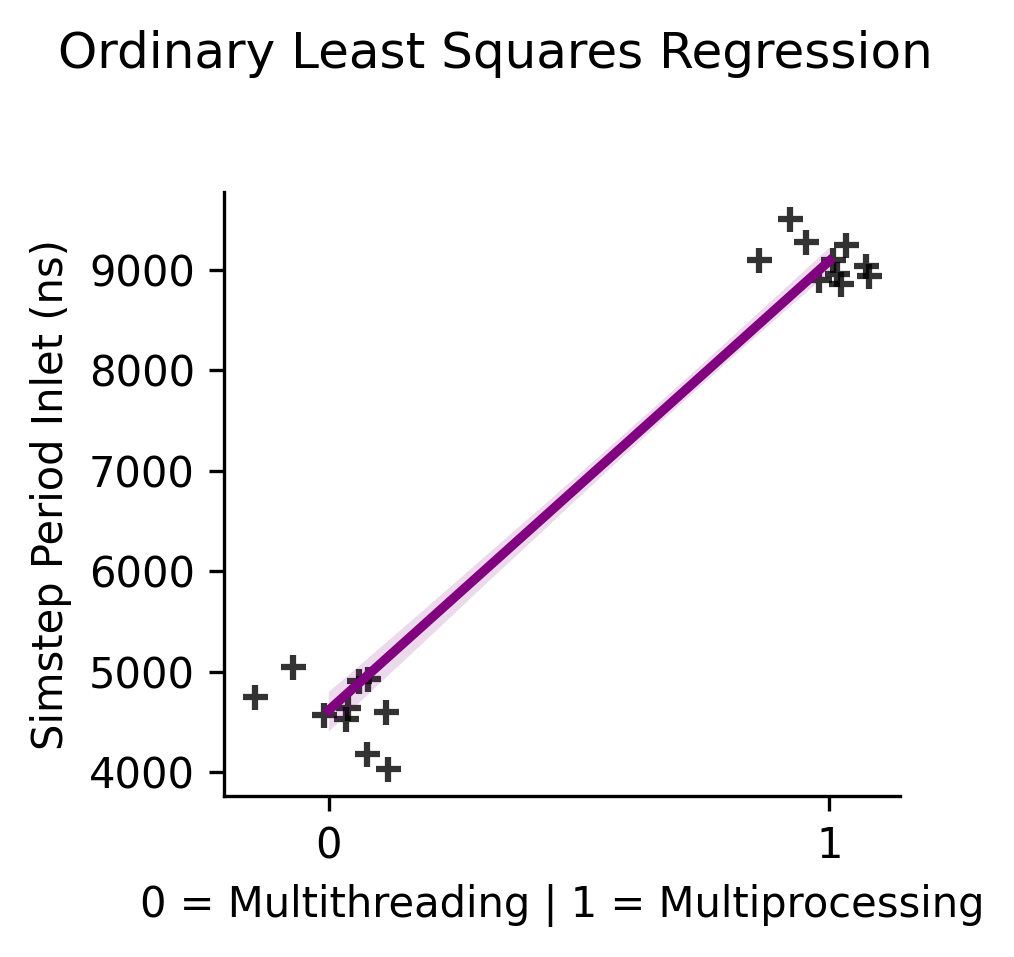 Ordinary Least Squares Regression
Simstep Period Inlet (ns)
9000
8000
7000
6000
5000
4000
0 1
0 = Multithreading | 1 = Multiprocessing